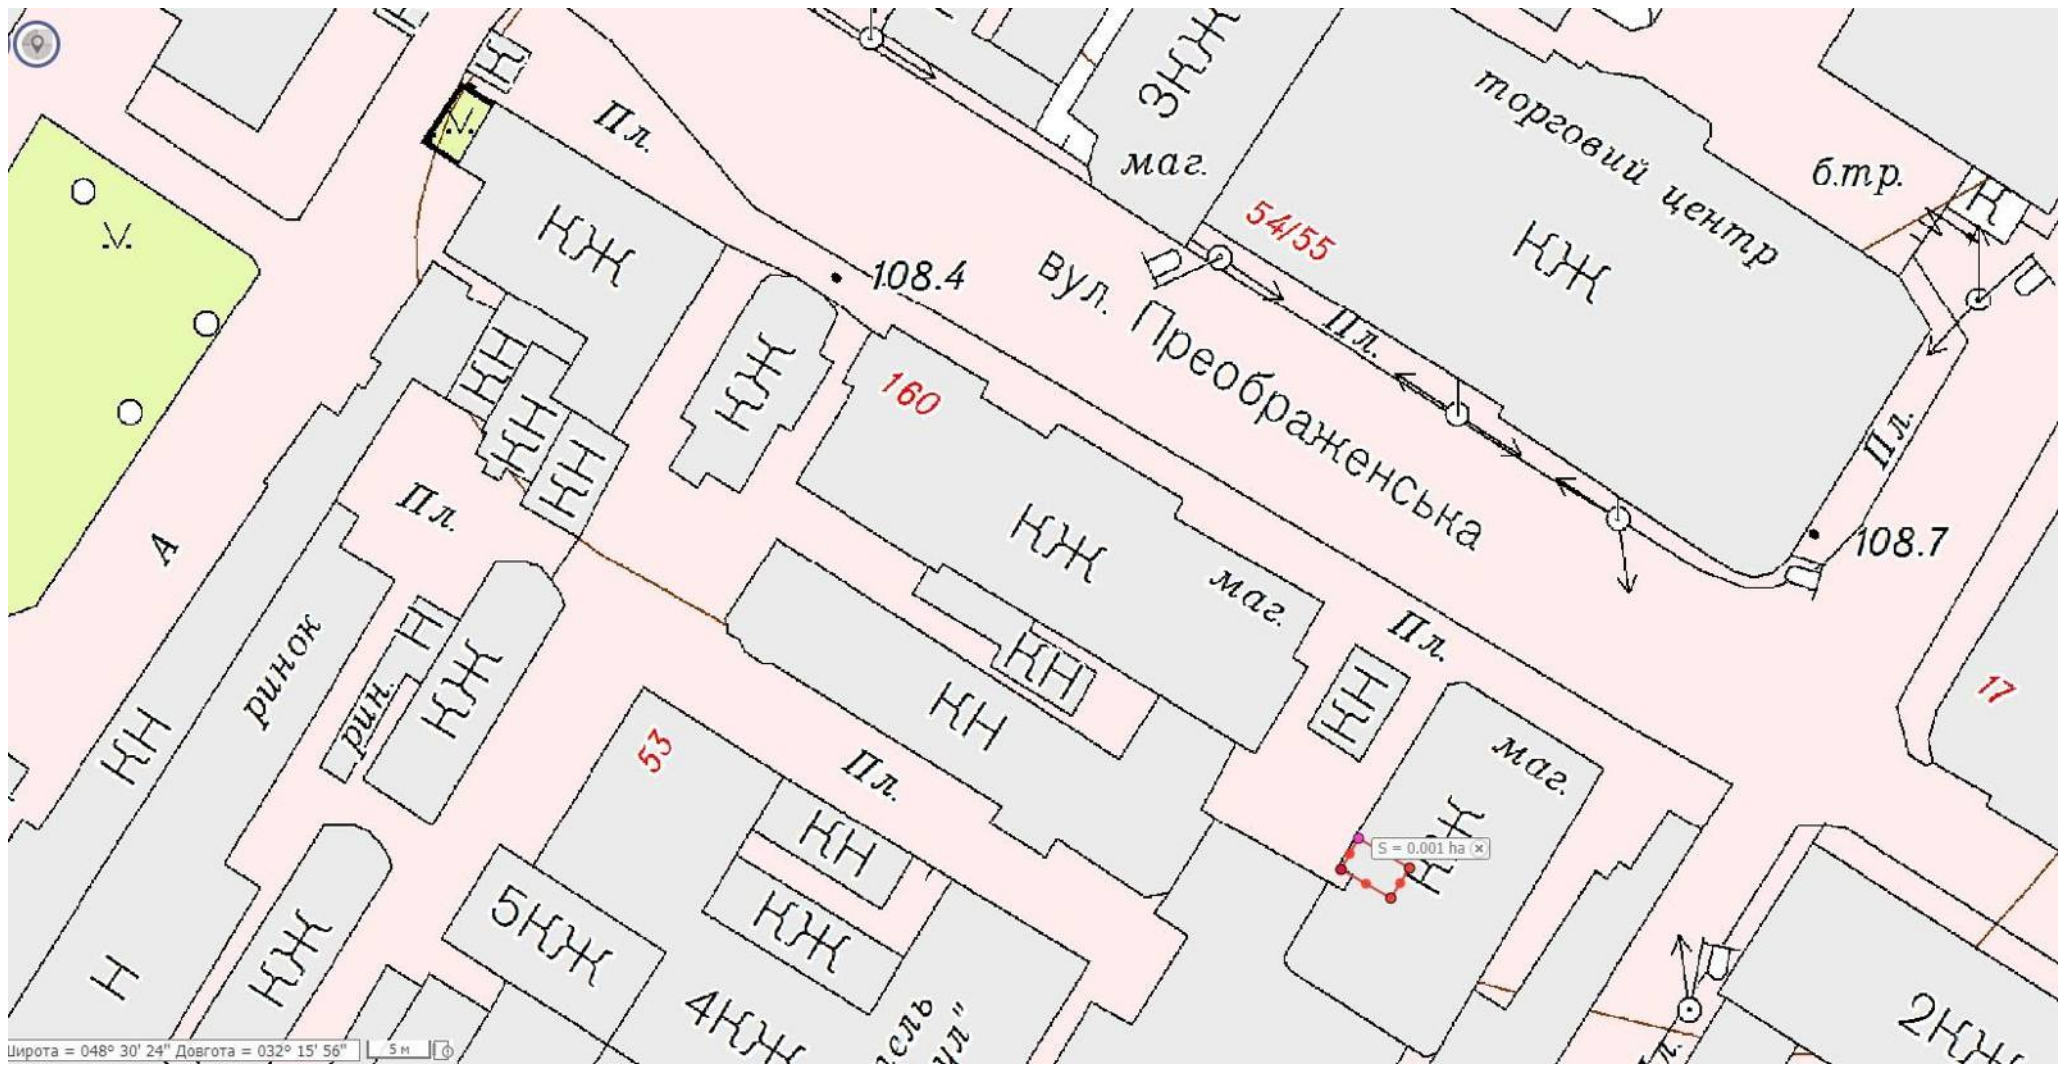 К
Пл.
3КЖ
маг.
торговий центр
б.тр.
К
54/55
КЖ
КЖ
108.4
вул. Преображенська
Пл.
КН
КЖ
160
Пл.
КН
КН
Пл.
108.7
А
КЖ
маг.
Пл.
ринок
Н
рин.
КЖ
КН
КН
КН
17
КН
53
Пл.
маг.
КН
КЖ
S = 0.001 ha
5КЖ
КЖ
КЖ
Н
4КЖ
2КЖ
Широта = 048° 30' 24" Довгота = 032° 15' 56"
5 м